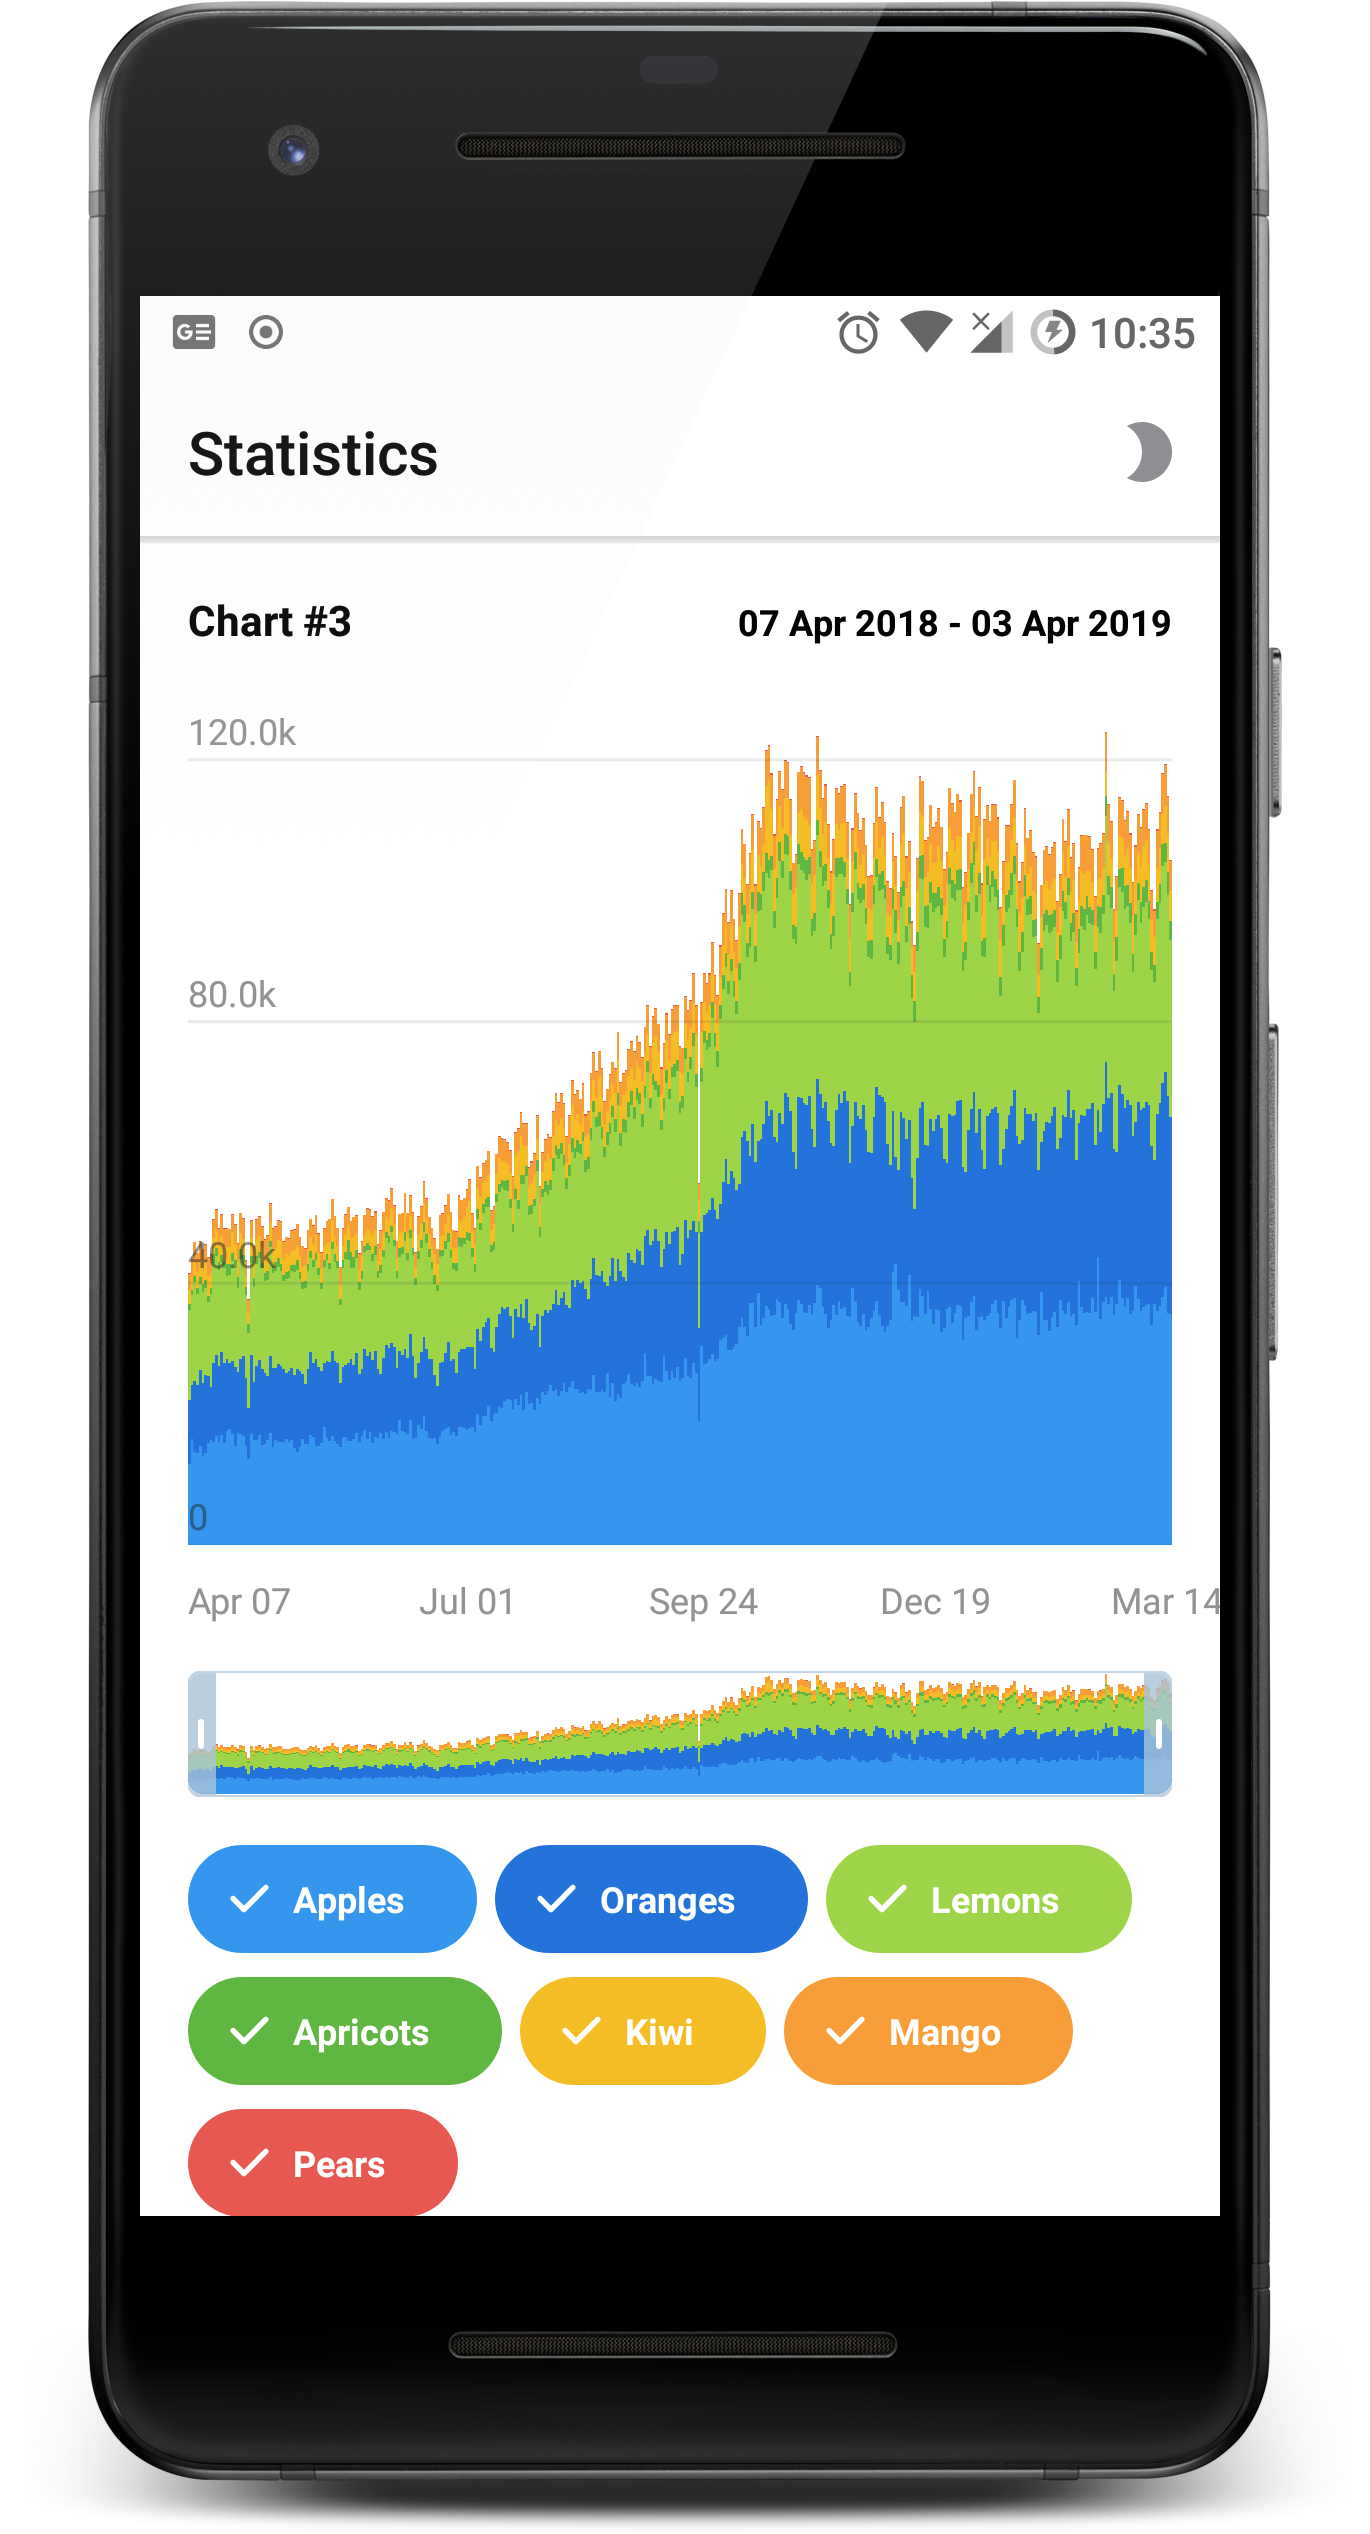 10:35
Statistics
Chart #3
07 Apr 2018 - 03 Apr 2019
120.0k
80.0k
40.0k
0
Apr 07 Jul 01 Sep 24 Dec 19 Mar 14
Apples Oranges Lemons
Apricots Kiwi Mango
Pears